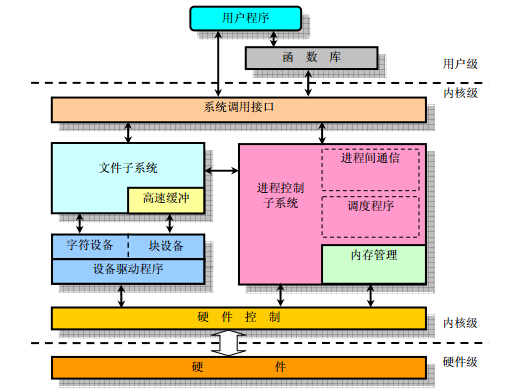 用户程序
函 数 库
用户级
内核级
系统调用接口
文件子系统
高速缓冲
进程控制
子系统
进程间通信
调度程序
内存管理
字符设备
块设备
设备驱动程序
硬 件 控 制
内核级
硬 件
硬件级